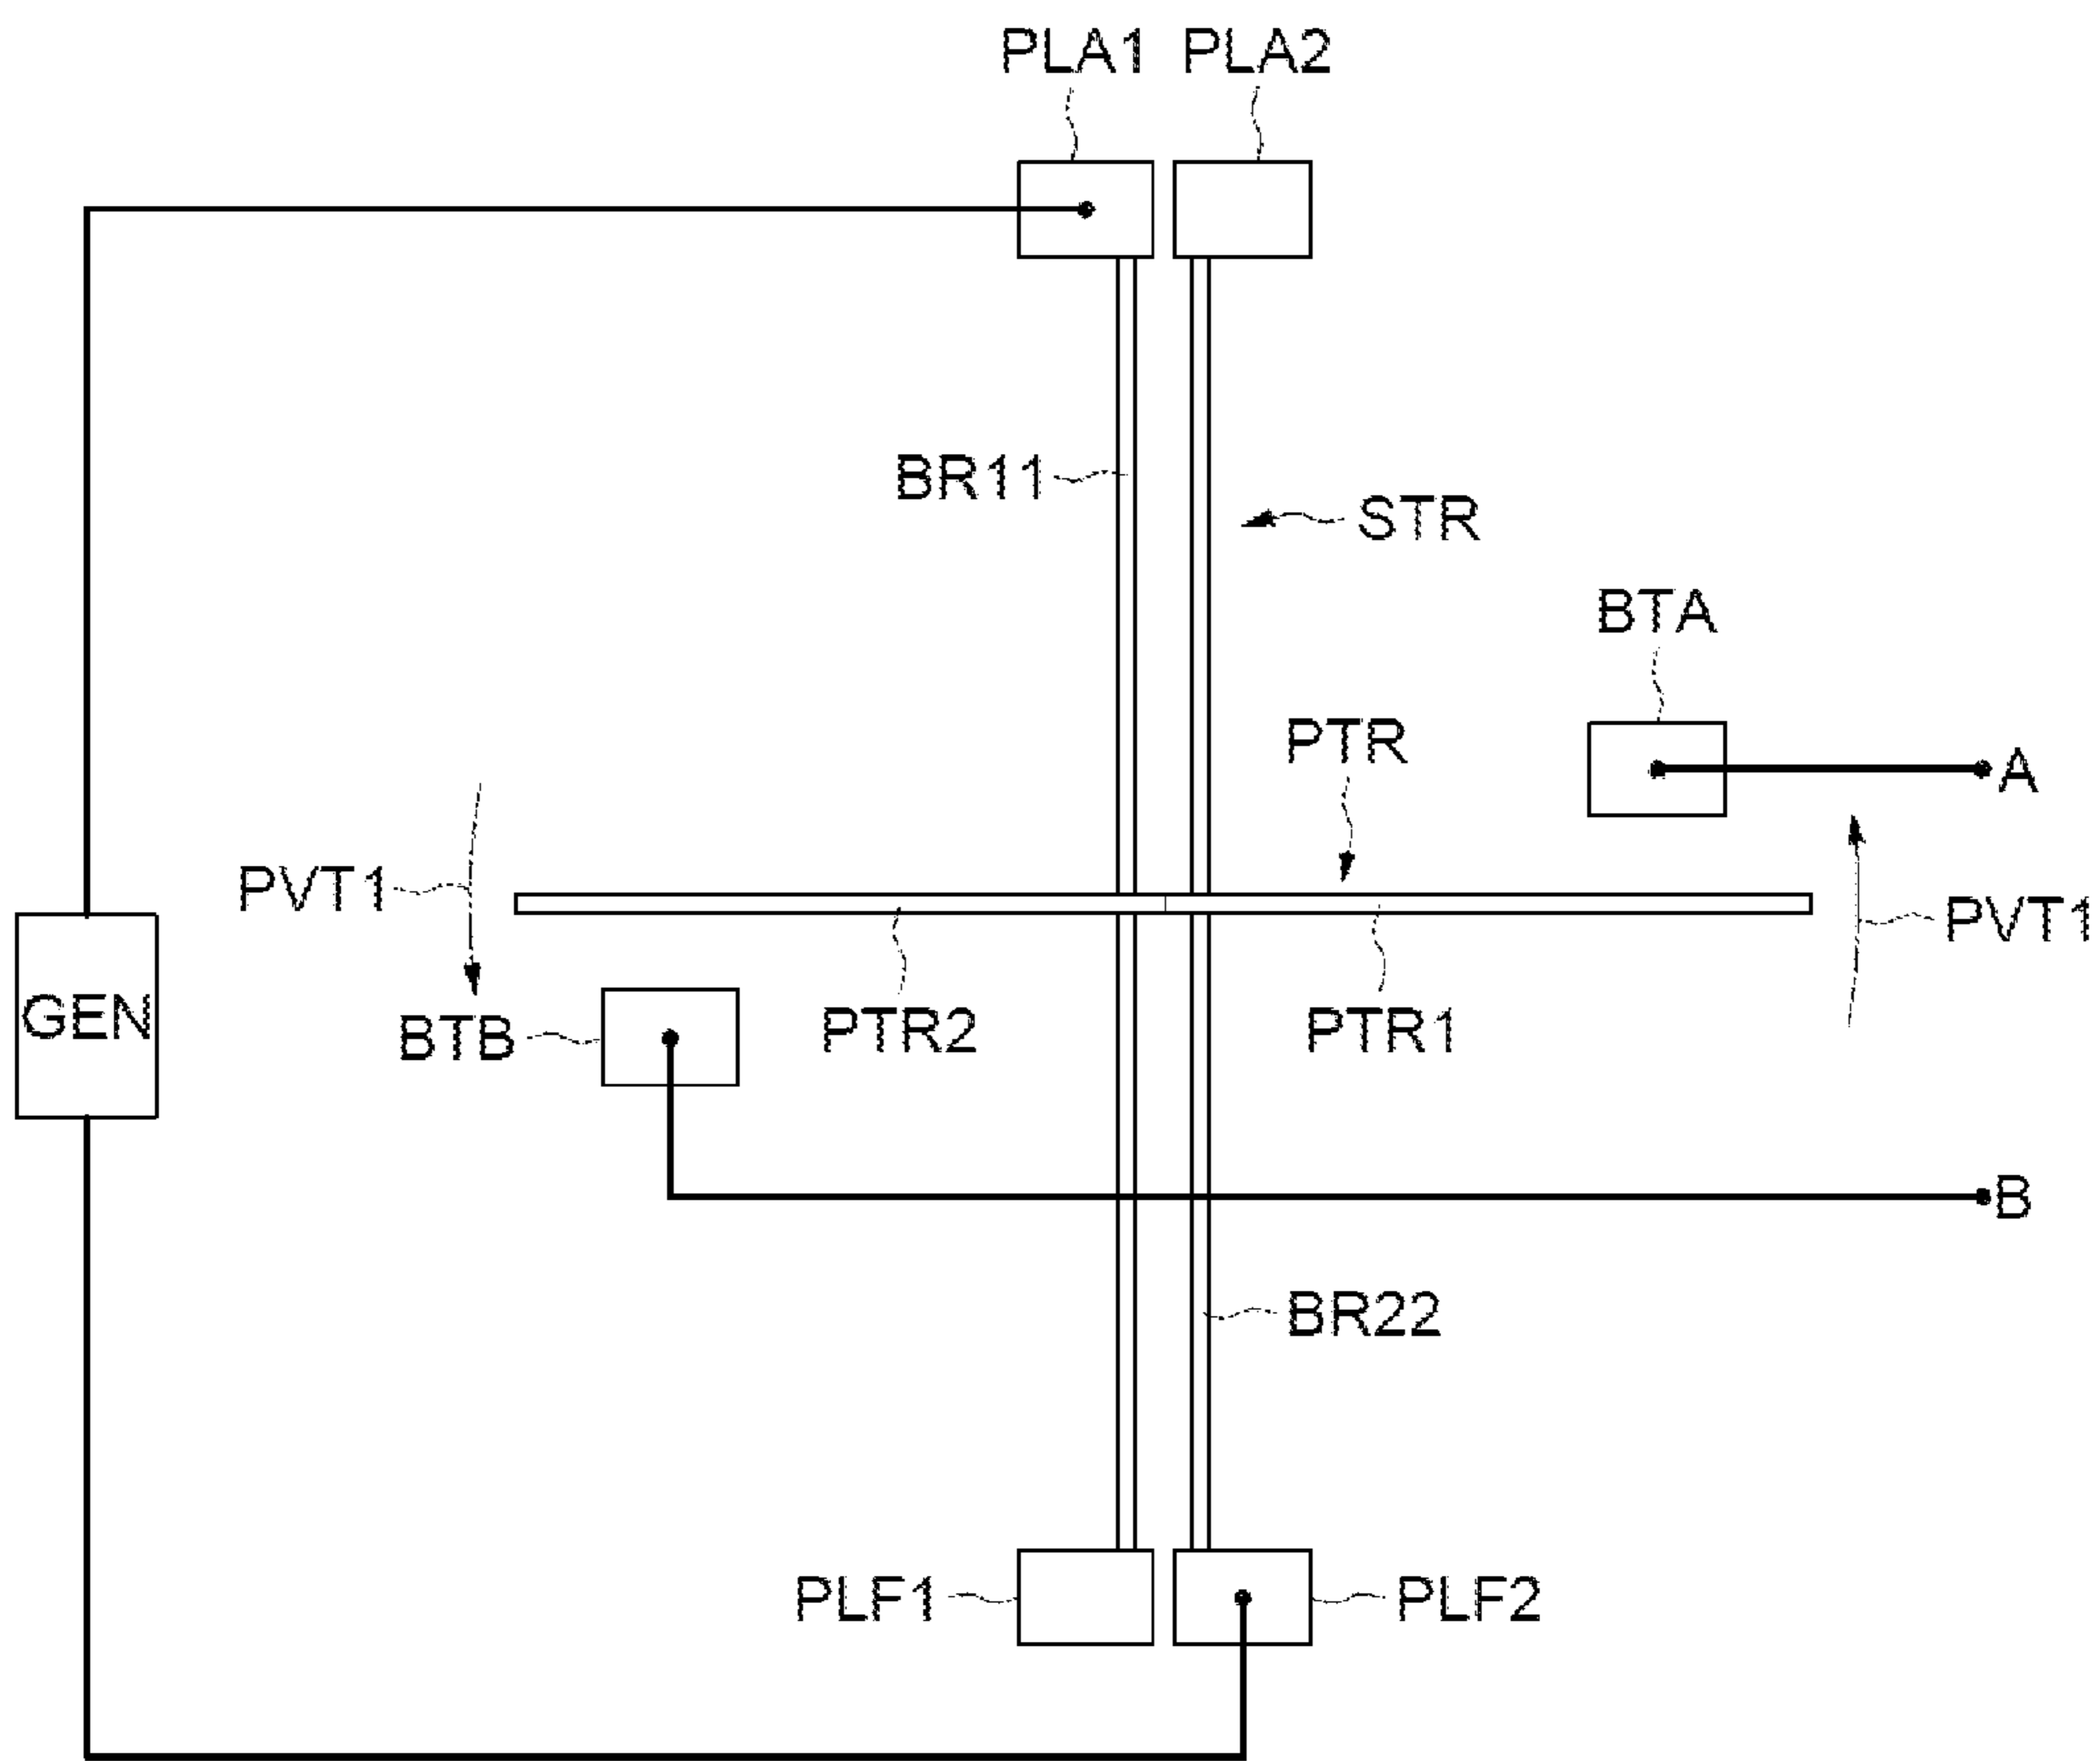 PLA1 PLA2
BR11
STR
BTA
PTR
A
PVT1
PVT1
GEN
BTB
PTR2
PTR1
B
BR22
PLF1
PLF2